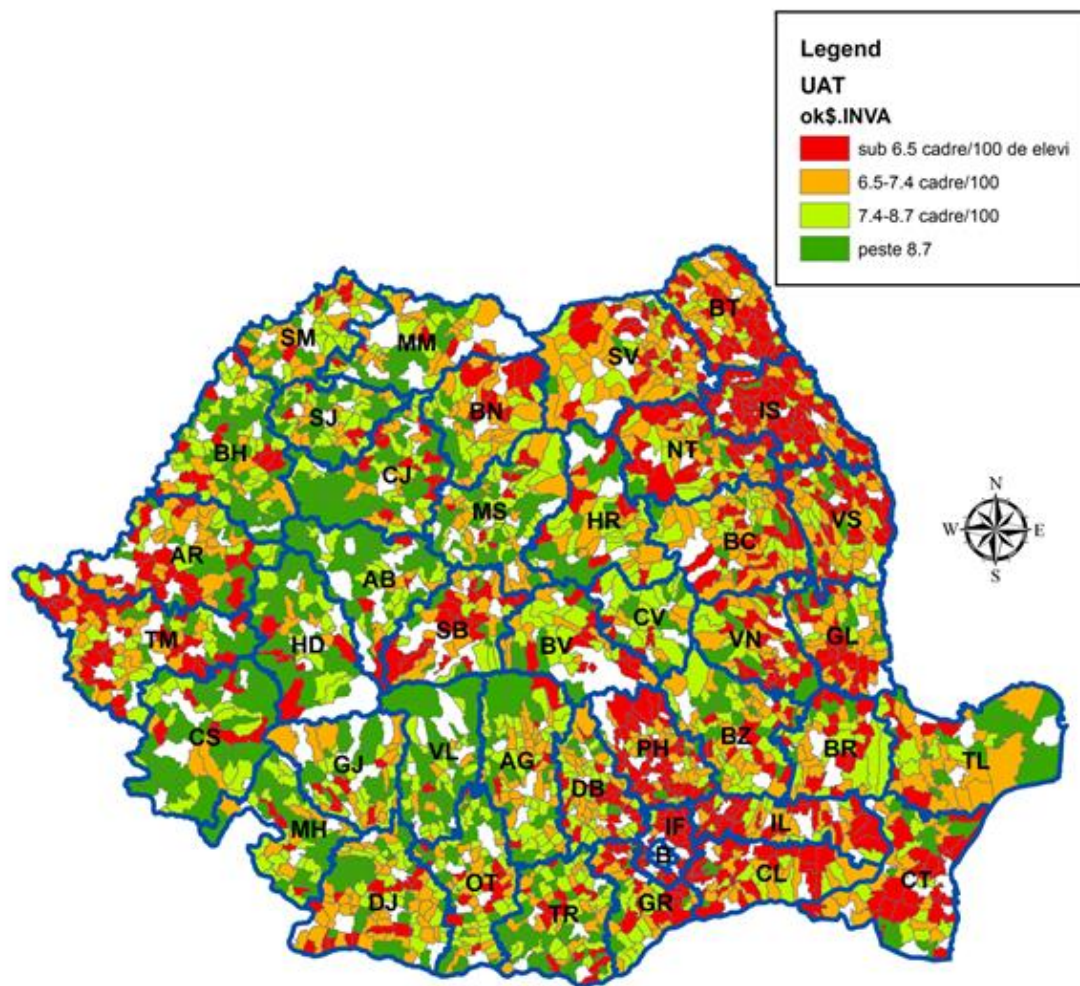 Legend
UAT
ok$.INVA
sub 6.5 cadre/100 de elevi
6.5-7.4 cadre/100
7.4-8.7 cadre/100
peste 8.7
N
W E
S
BT
SM
MM
SV
IS
SJ
BN
BH
CJ
NT
MS
HR
VS
AR
BC
AB
TM
HD
SB
BV
CV
VN
GL
CS
GJ
VL
AG
PH
BZ
BR
TL
DB
MH
IF
IL
B
DJ
OT
TR
GR
CL
CT